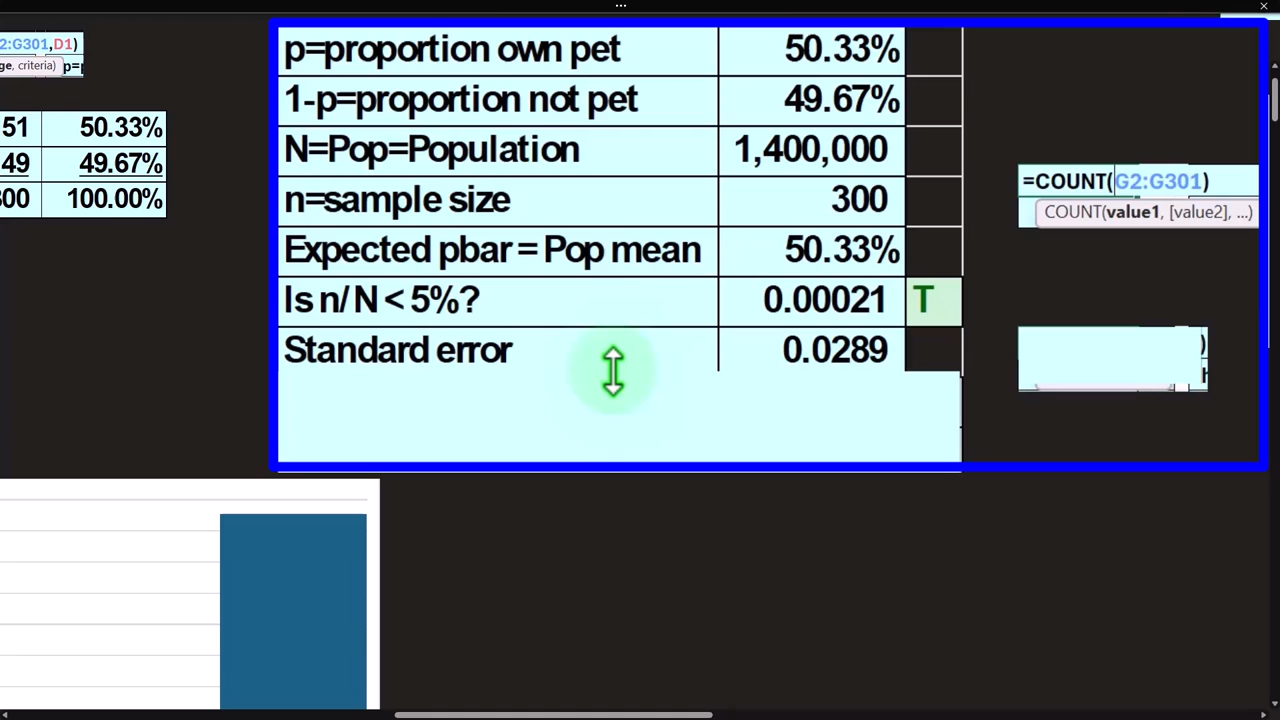 2:G301,D1)
ge, criteria)
p=
51 50.33%
49 49.67%
300 100.00%
p=proportion own pet 50.33%
1-p=proportion not pet 49.67%
N=Pop=Population 1,400,000
n=sample size 300
Expected pbar = Pop mean 50.33%
Is n/N < 5%? 0.00021 T
Standard error 0.0289
=COUNT(G2:G301)
COUNT(value1, [value2], ...)
)